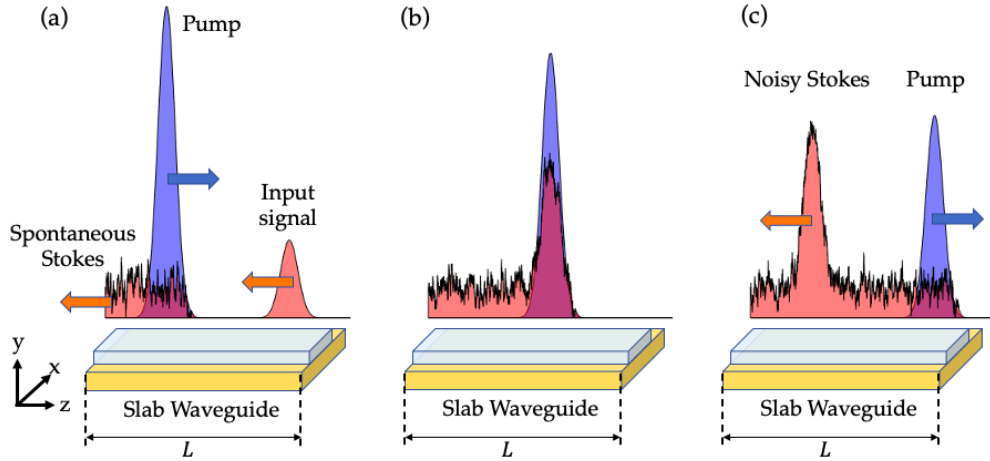 (a)
Pump
Input
signal
Spontaneous
Stokes
y
x
z
Slab Waveguide
L
(b)
Slab Waveguide
L
(c)
Noisy Stokes
Pump
Slab Waveguide
L